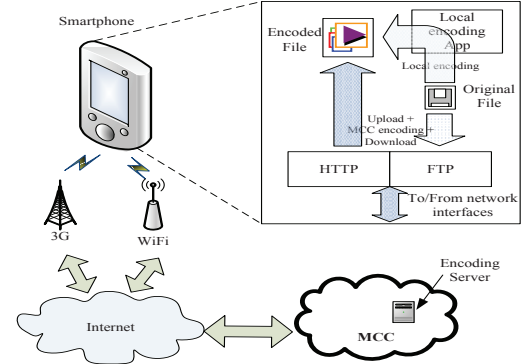 Smartphone
Encoded
File
Local
encoding
App
Local encoding
Original
File
Upload +
MCC encoding +
Download
HTTP
FTP
To/From network
interfaces
3G
WiFi
Encoding
Server
Internet
MCC